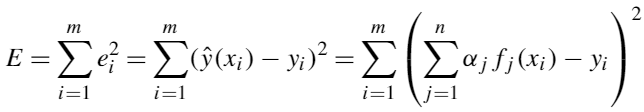 $E = \sum_{i=1}^{m} e_i^2 = \sum_{i=1}^{m} (\hat{y}(x_i) - y_i)^2 = \sum_{i=1}^{m} \left( \sum_{j=1}^{n} \alpha_j f_j(x_i) - y_i \right)^2$